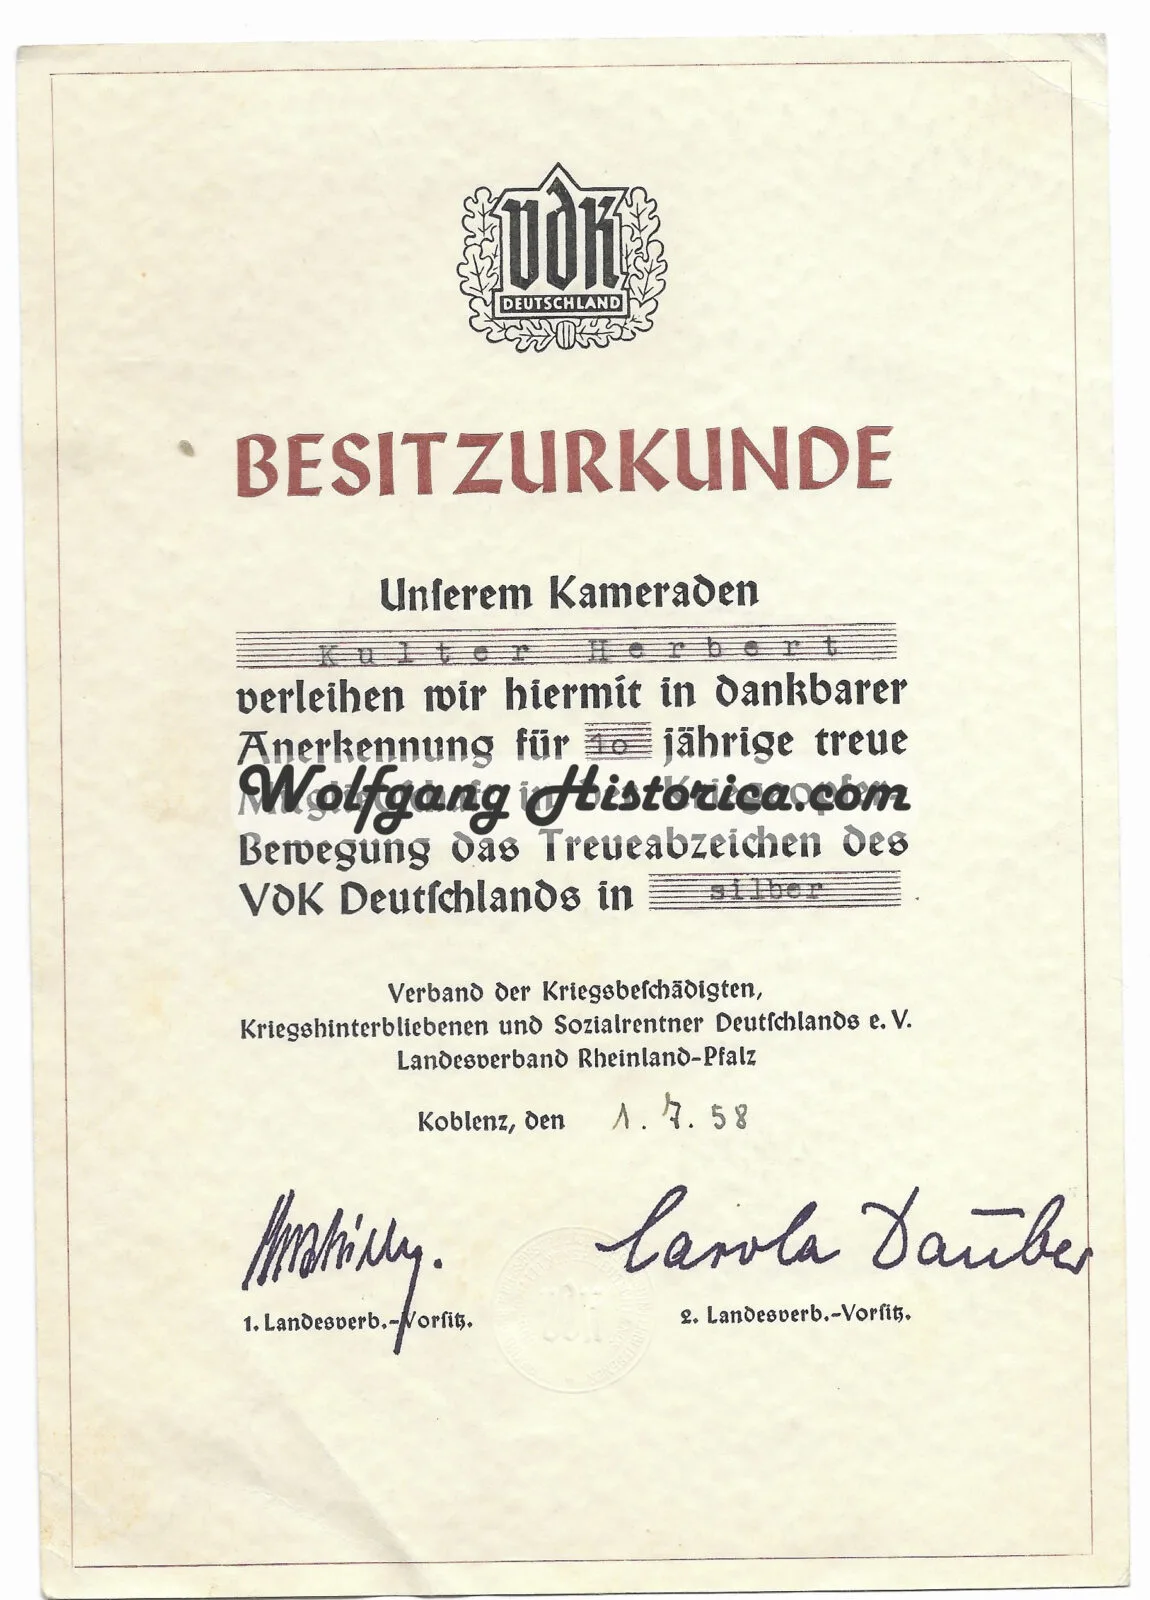 VdK
DEUTSCHLAND
BESITZURKUNDE
Unſerem Kameraden
Kulter Herbert
verleihen wir hiermit in dankbarer
Anerkennung für 10 jährige treue
Wolfgang Historica.com
Bewegung das Treueabzeichen des
VdK Deutſchlands in silber
Verband der Kriegsbeſchädigten,
Kriegshinterbliebenen und Sozialrentner Deutſchlands e. V.
Landesverband Rheinland-Pfalz
Koblenz, den 1. 7. 58
Carola Dauber
1. Landesverb.-Vorſitz.
2. Landesverb.-Vorſitz.